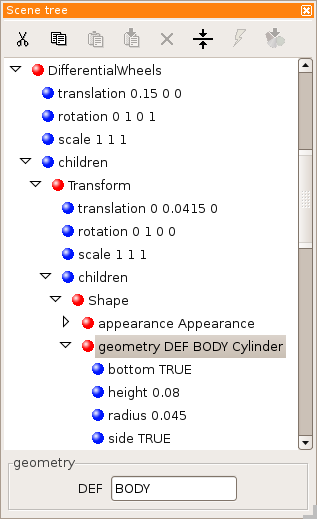 Scene tree
DifferentialWheels
translation 0.15 0 0
rotation 0 1 0 1
scale 1 1 1
children
Transform
translation 0 0.0415 0
rotation 0 1 0 0
scale 1 1 1
children
Shape
appearance Appearance
geometry DEF BODY Cylinder
bottom TRUE
height 0.08
radius 0.045
side TRUE
geometry
DEF BODY